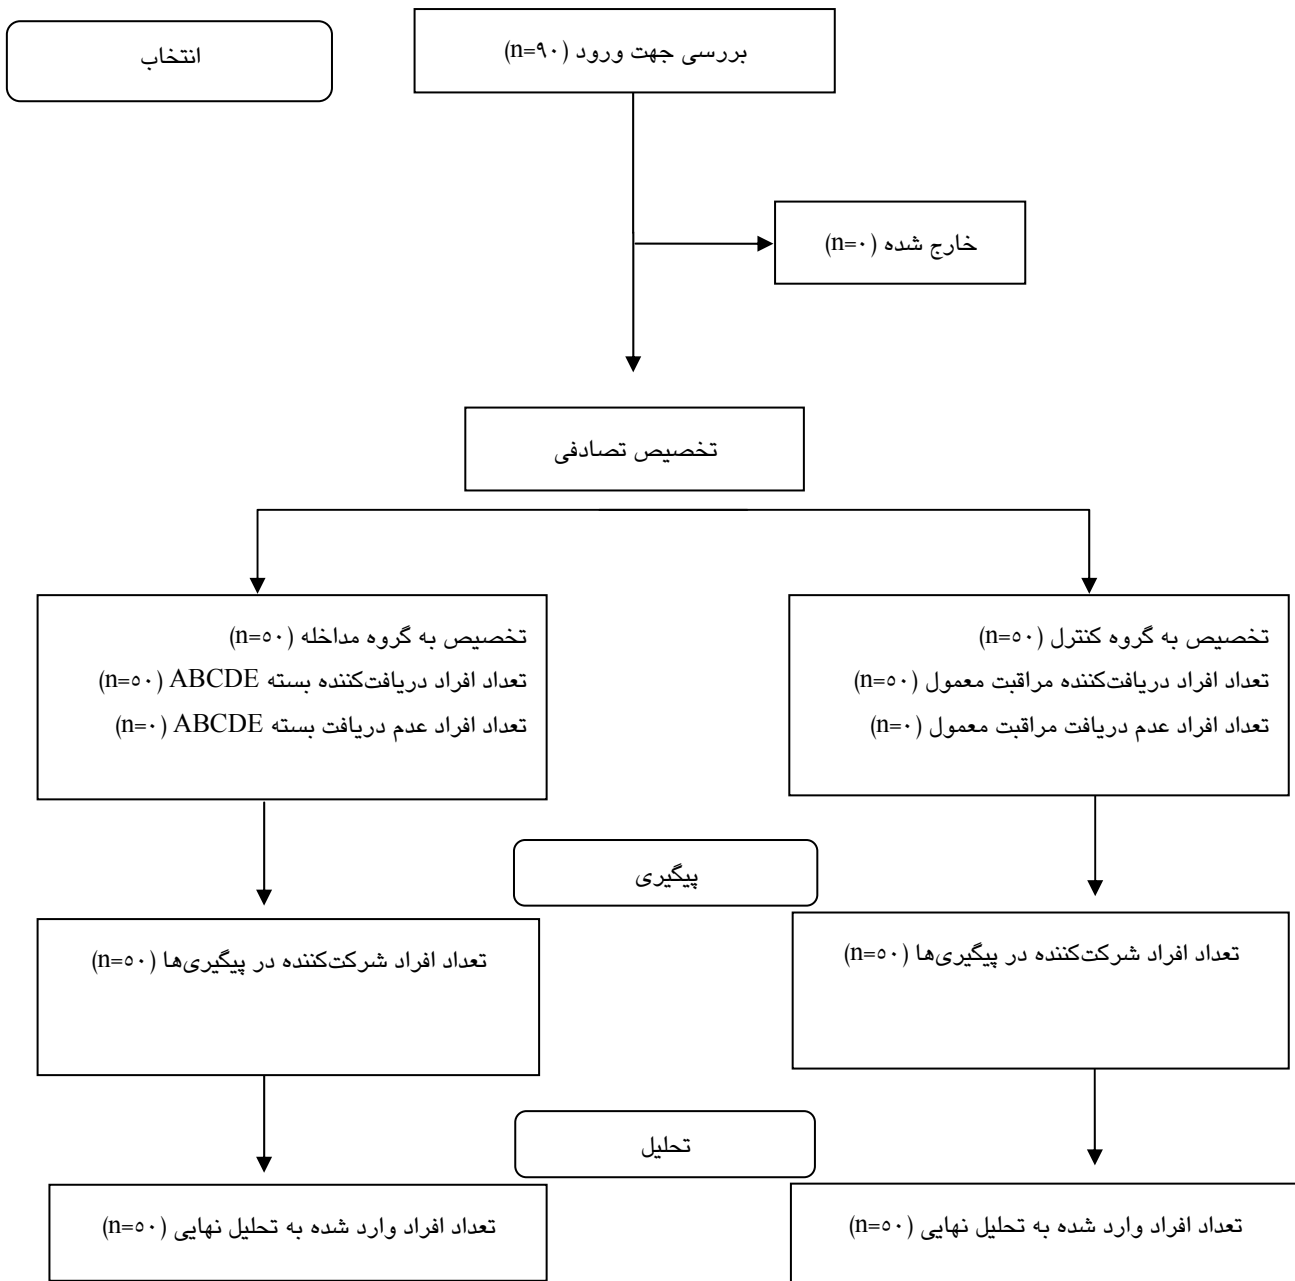 انتخاب
بررسی جهت ورود (n=۹۰)
خارج شده (n=۰)
تخصیص تصادفی
تخصیص به گروه کنترل (n=۵۰)
تعداد افراد دریافت‌کننده مراقبت معمول (n=۵۰)
تعداد افراد عدم دریافت مراقبت معمول (n=۰)
تخصیص به گروه مداخله (n=۵۰)
تعداد افراد دریافت‌کننده بسته ABCDE (n=۵۰)
تعداد افراد عدم دریافت بسته ABCDE (n=۰)
پیگیری
تعداد افراد شرکت‌کننده در پیگیری‌ها (n=۵۰)
تعداد افراد شرکت‌کننده در پیگیری‌ها (n=۵۰)
تحلیل
تعداد افراد وارد شده به تحلیل نهایی (n=۵۰)
تعداد افراد وارد شده به تحلیل نهایی (n=۵۰)